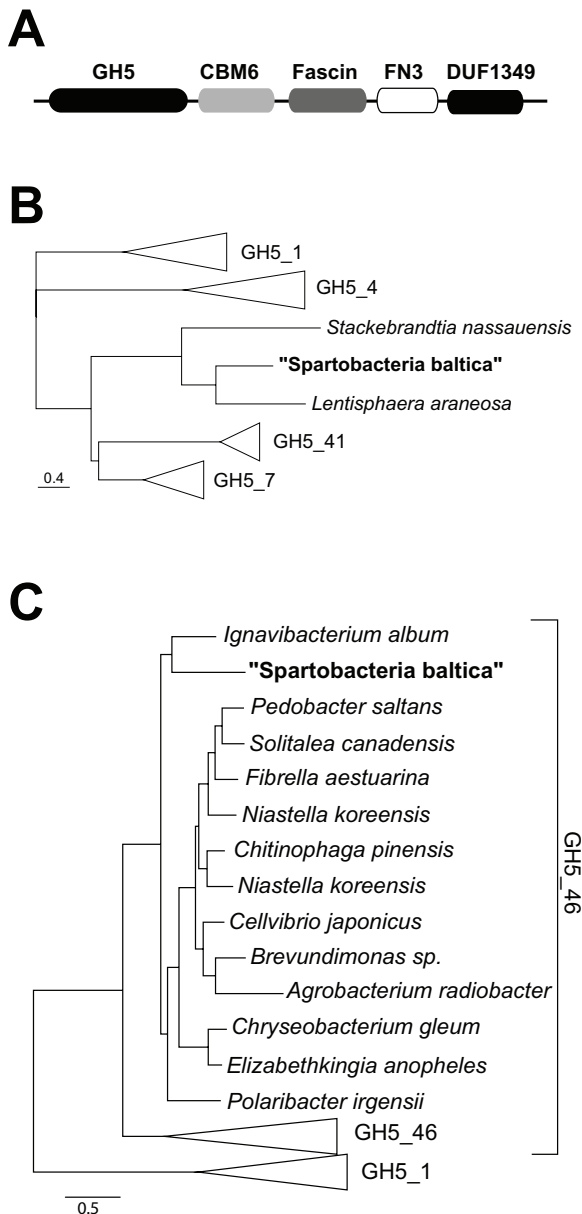 A
GH5 CBM6 Fascin FN3 DUF1349
B
GH5_1
GH5_4
Stackebrandtia nassauensis
"Spartobacteria baltica"
Lentisphaera araneosa
GH5_41
0.4
GH5_7
C
Ignavibacterium album
"Spartobacteria baltica"
Pedobacter saltans
Solitalea canadensis
Fibrella aestuarina
Niastella koreensis
Chitinophaga pinensis
Niastella koreensis
Cellvibrio japonicus
Brevundimonas sp.
Agrobacterium radiobacter
Chryseobacterium gleum
Elizabethkingia anopheles
Polaribacter irgensii
GH5_46
GH5_46
GH5_1
0.5